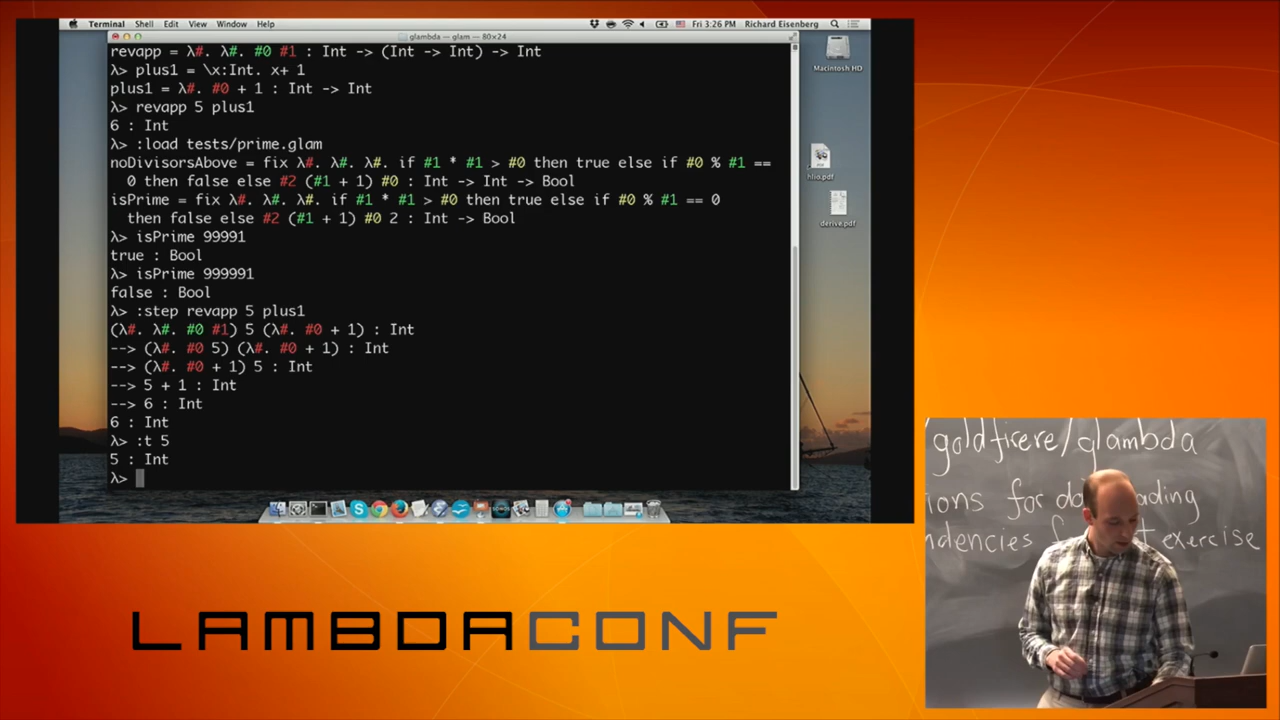 Terminal Shell Edit View Window Help
Fri 3:26 PM Richard Eisenberg
glambda — glam — 80×24
revapp = λ#. λ#. #0 #1 : Int -> (Int -> Int) -> Int
λ> plus1 = \x:Int. x+ 1
plus1 = λ#. #0 + 1 : Int -> Int
λ> revapp 5 plus1
6 : Int
λ> :load tests/prime.glam
noDivisorsAbove = fix λ#. λ#. λ#. if #1 * #1 > #0 then true else if #0 % #1 ==
0 then false else #2 (#1 + 1) #0 : Int -> Int -> Bool
isPrime = fix λ#. λ#. λ#. if #1 * #1 > #0 then true else if #0 % #1 == 0
then false else #2 (#1 + 1) #0 2 : Int -> Bool
λ> isPrime 99991
true : Bool
λ> isPrime 999991
false : Bool
λ> :step revapp 5 plus1
(λ#. λ#. #0 #1) 5 (λ#. #0 + 1) : Int
--> (λ#. #0 5) (λ#. #0 + 1) : Int
--> (λ#. #0 + 1) 5 : Int
--> 5 + 1 : Int
--> 6 : Int
6 : Int
λ> :t 5
5 : Int
λ>
Macintosh HD
hlio.pdf
derive.pdf
/goldfirere/glambda
ions for do ading
ndencies f t exercise
LAMBDACONF